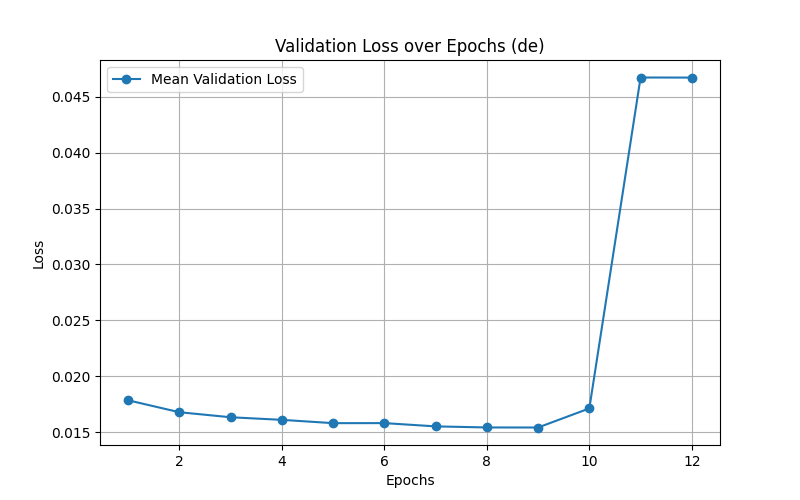 Validation Loss over Epochs (de)
Mean Validation Loss
0.045
0.040
0.035
0.030
0.025
0.020
0.015
Loss
2 4 6 8 10 12
Epochs